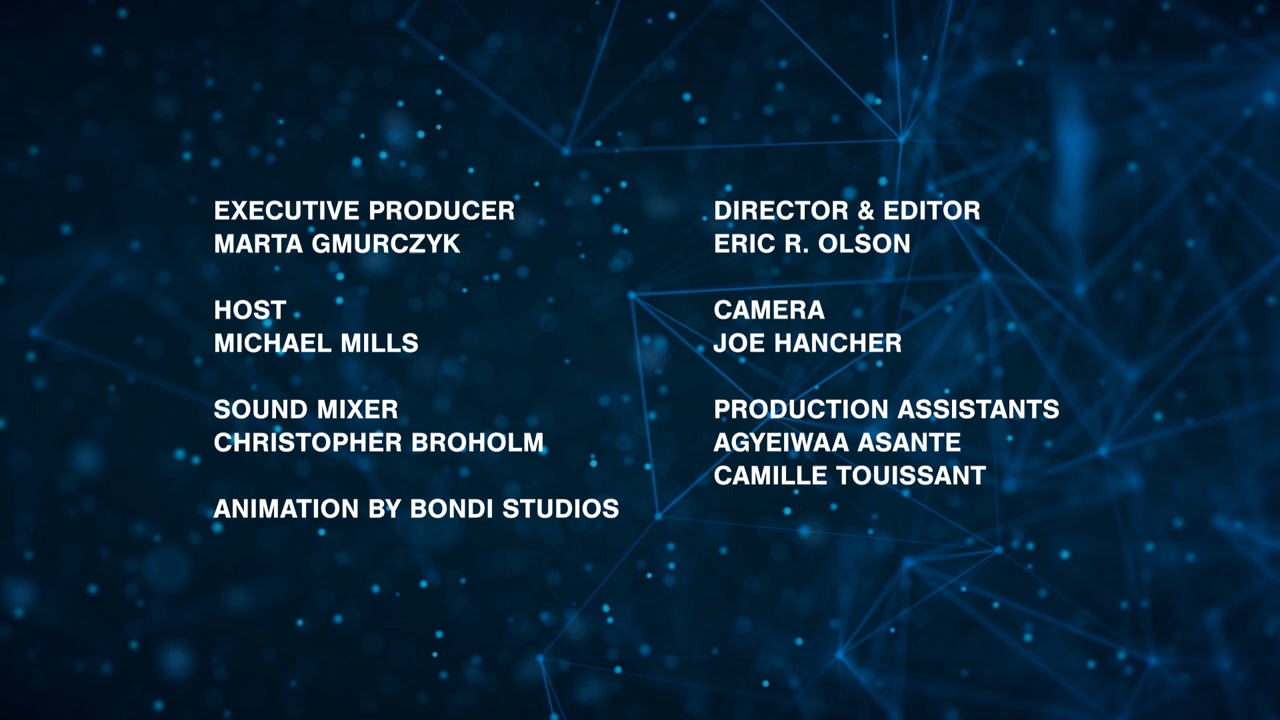 EXECUTIVE PRODUCER
MARTA GMURCZYK
HOST
MICHAEL MILLS
SOUND MIXER
CHRISTOPHER BROHOLM
ANIMATION BY BONDI STUDIOS
DIRECTOR & EDITOR
ERIC R. OLSON
CAMERA
JOE HANCHER
PRODUCTION ASSISTANTS
AGYEIWAA ASANTE
CAMILLE TOUISSANT